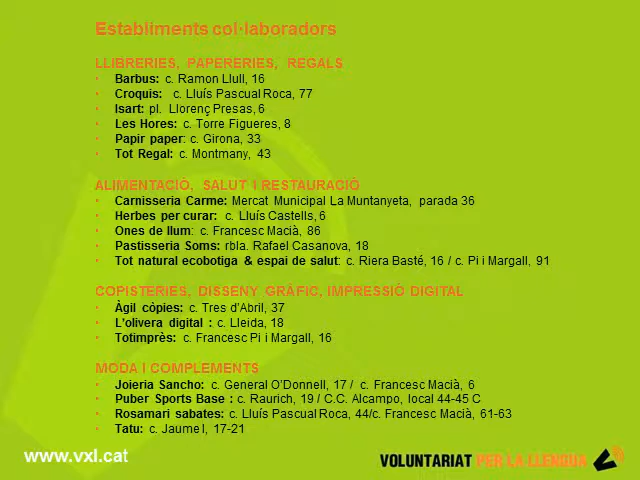 Establiments col·laboradors
LLIBRERIES, PAPERERIES, REGALS
• Barbus: c. Ramon Llull, 16
• Croquis: c. Lluís Pascual Roca, 77
• Isart: pl. Llorenç Presas, 6
• Les Hores: c. Torre Figueres, 8
• Papir paper: c. Girona, 33
• Tot Regal: c. Montmany, 43
ALIMENTACIÓ, SALUT I RESTAURACIÓ
• Carnisseria Carme: Mercat Municipal La Muntanyeta, parada 36
• Herbes per curar: c. Lluís Castells, 6
• Ones de llum: c. Francesc Macià, 86
• Pastisseria Soms: rbla. Rafael Casanova, 18
• Tot natural ecobotiga & espai de salut: c. Riera Basté, 16 / c. Pi i Margall, 91
COPISTERIES, DISSENY GRÀFIC, IMPRESSIÓ DIGITAL
• Àgil còpies: c. Tres d'Abril, 37
• L'olivera digital : c. Lleida, 18
• Totimprès: c. Francesc Pi i Margall, 16
MODA I COMPLEMENTS
• Joieria Sancho: c. General O'Donnell, 17 / c. Francesc Macià, 6
• Puber Sports Base : c. Raurich, 19 / C.C. Alcampo, local 44-45 C
• Rosamari sabates: c. Lluís Pascual Roca, 44/c. Francesc Macià, 61-63
• Tatu: c. Jaume I, 17-21
www.vxl.cat
VOLUNTARIAT PER LA LLENGUA